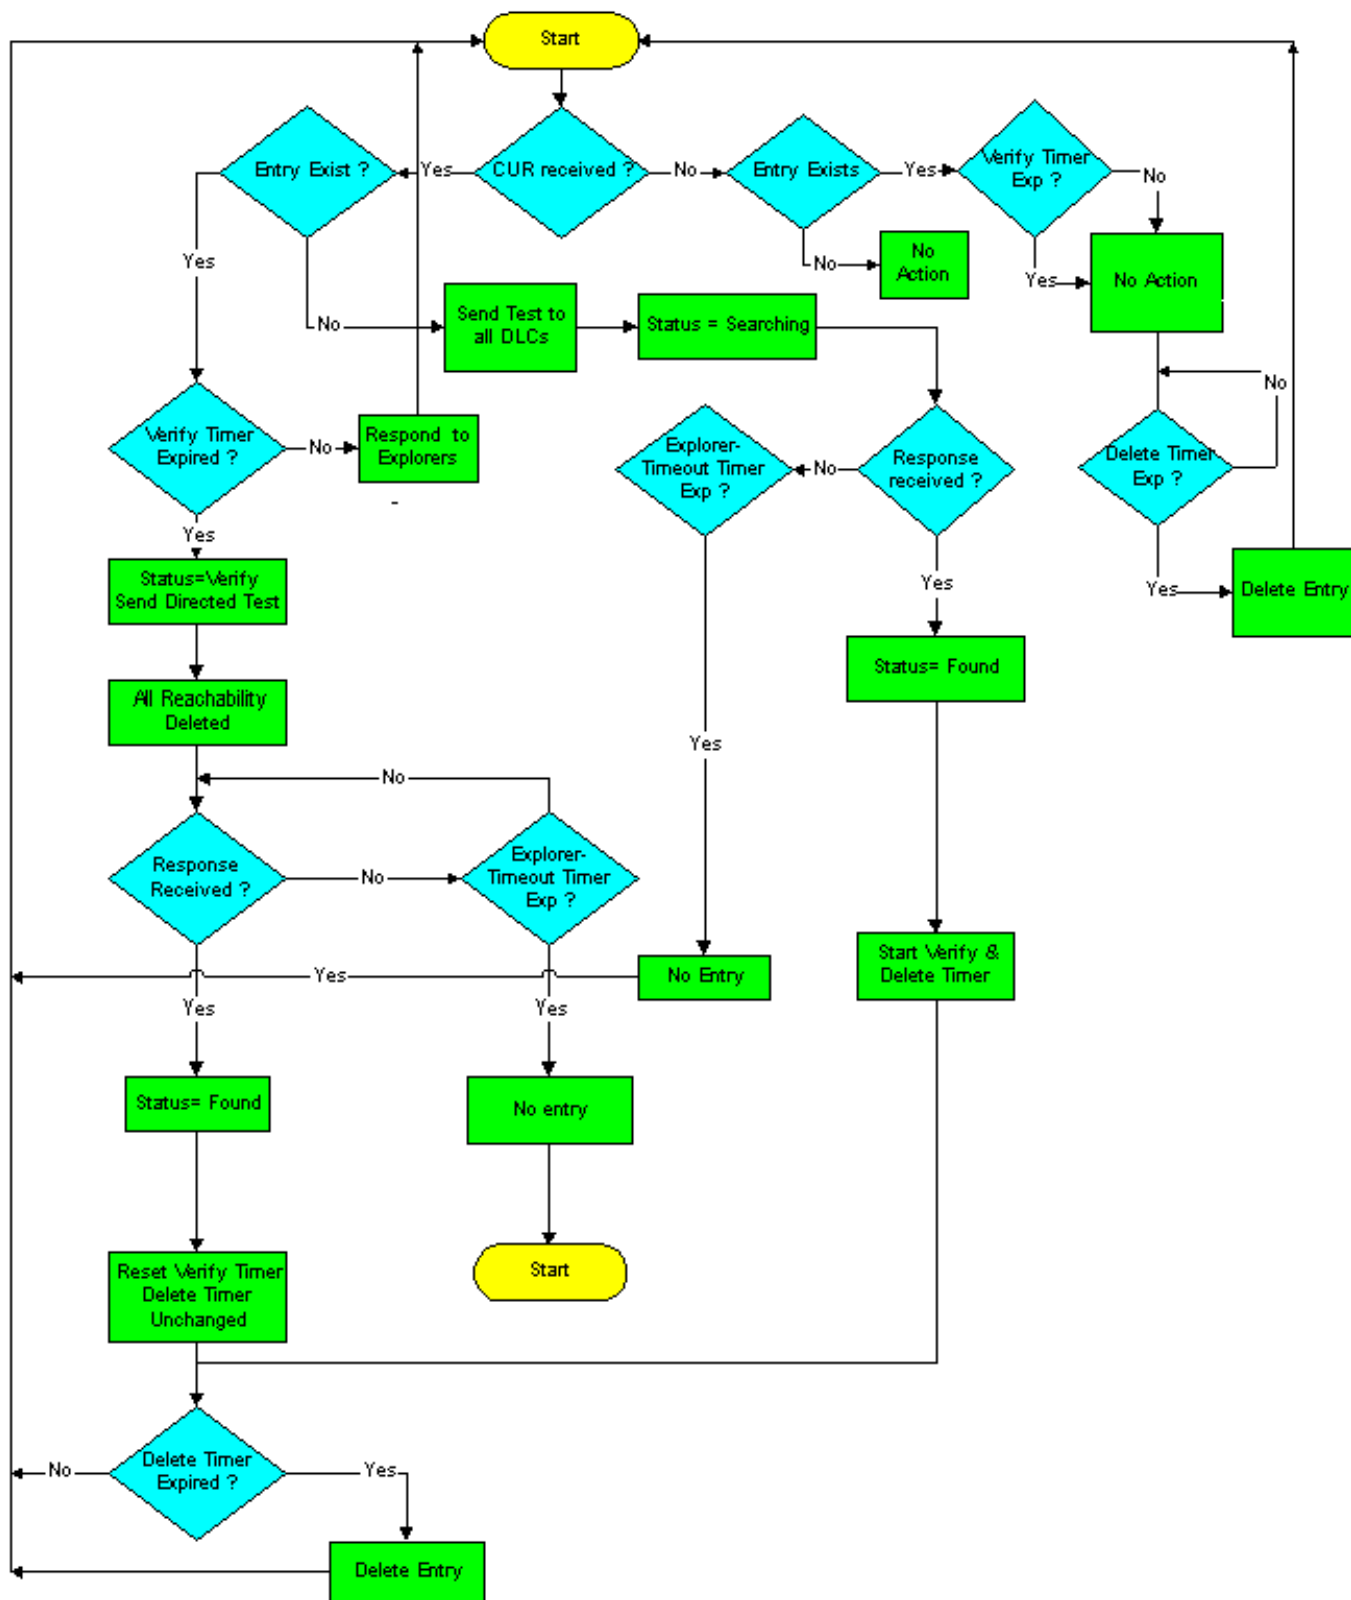 Start
Entry Exist ?
Yes
CUR received ?
No
Entry Exists
Yes
Verify Timer
Exp ?
No
Yes
No
No
Action
Yes
No Action
No
Send Test to
all DLCs
Status = Searching
No
Verify Timer
Expired ?
No
Respond to
Explorers
Explorer-
Timeout Timer
Exp ?
No
Response
received ?
Delete Timer
Exp ?
Yes
Status=Verify
Send Directed Test
Yes
Yes
Delete Entry
All Reachability
Deleted
Status= Found
Yes
No
Response
Received ?
No
Explorer-
Timeout Timer
Exp ?
Start Verify &
Delete Timer
Yes
No Entry
Yes
Yes
Status= Found
No entry
Reset Verify Timer
Delete Timer
Unchanged
Start
No
Delete Timer
Expired ?
Yes
Delete Entry